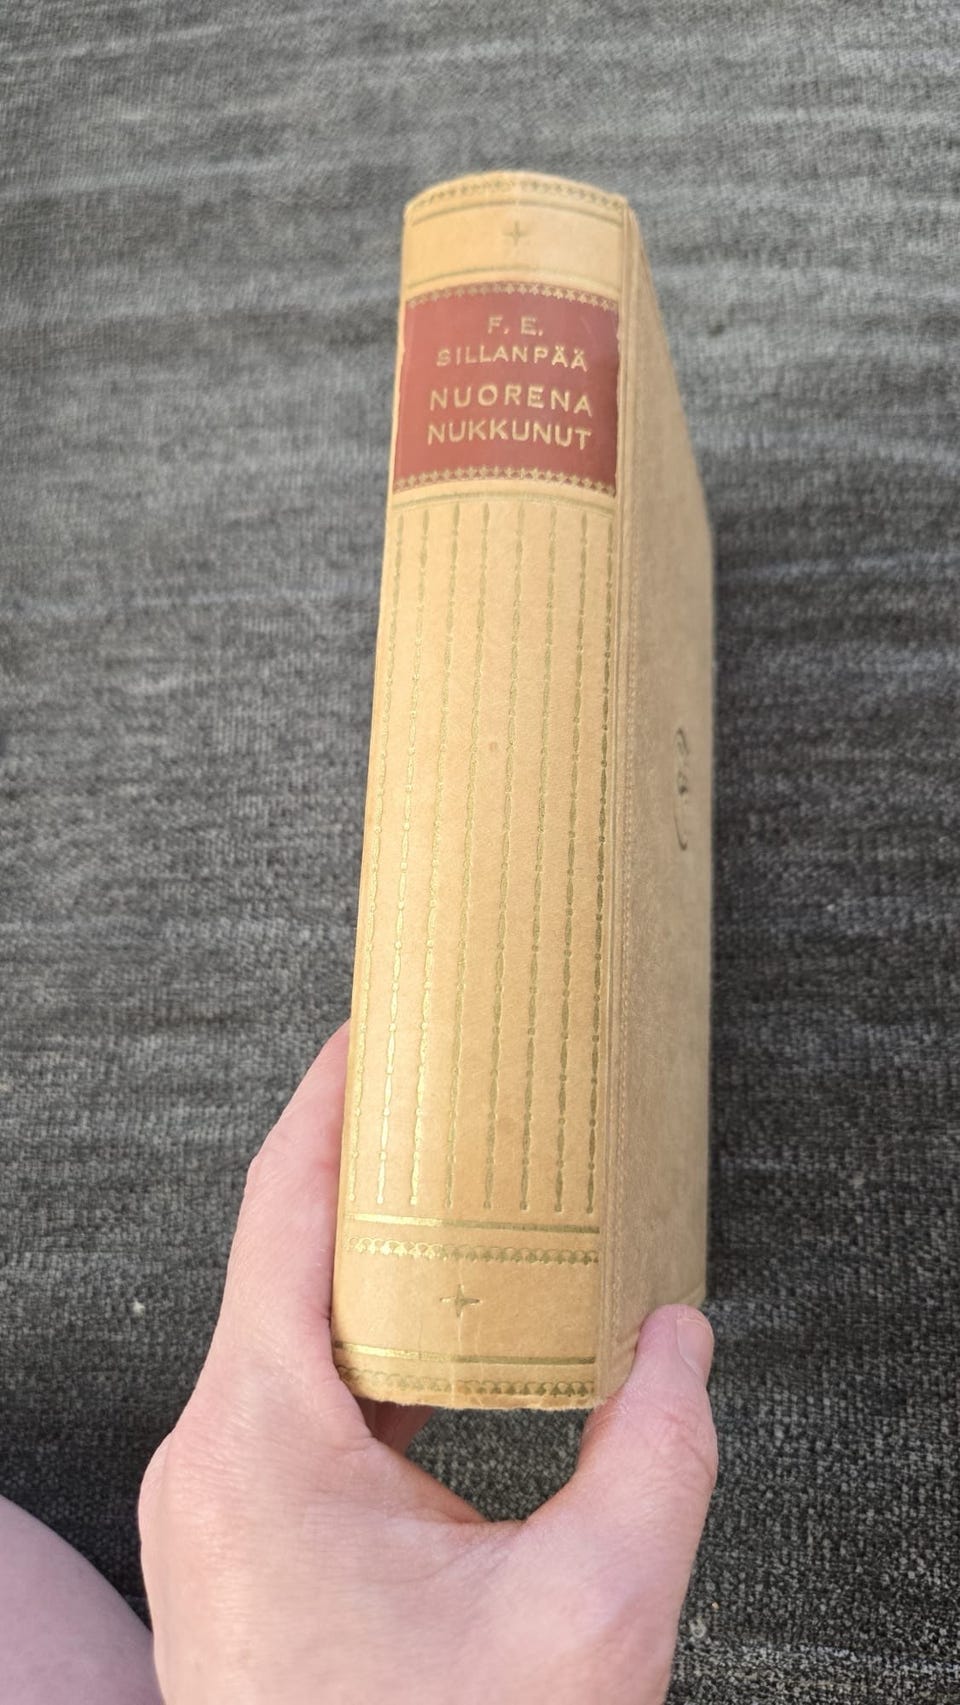 F. E.
SILLANPÄÄ
NUORENA
NUKKUNUT